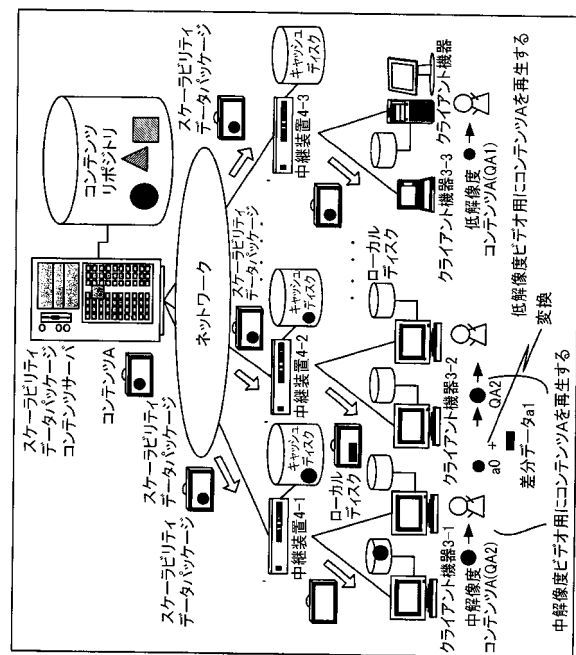 スケーラビリティ
データパッケージ
コンテンツサーバ
コンテンツ
リポジトリ
コンテンツA
スケーラビリティ
データパッケージ
スケーラビリティ
データパッケージ
ネットワーク
スケーラビリティ
データパッケージ
スケーラビリティ
データパッケージ
中継装置4-1
キャッシュ
ディスク
中継装置4-2
キャッシュ
ディスク
中継装置4-3
キャッシュ
ディスク
ローカル
ディスク
ローカル
ディスク
クライアント機器3-1
中解像度
コンテンツA(QA2)
クライアント機器3-2
a0 +
QA2
差分データa1
クライアント機器3-3
クライアント機器
低解像度
コンテンツA(QA1)
中解像度ビデオ用にコンテンツAを再生する
変換
低解像度ビデオ用にコンテンツAを再生する